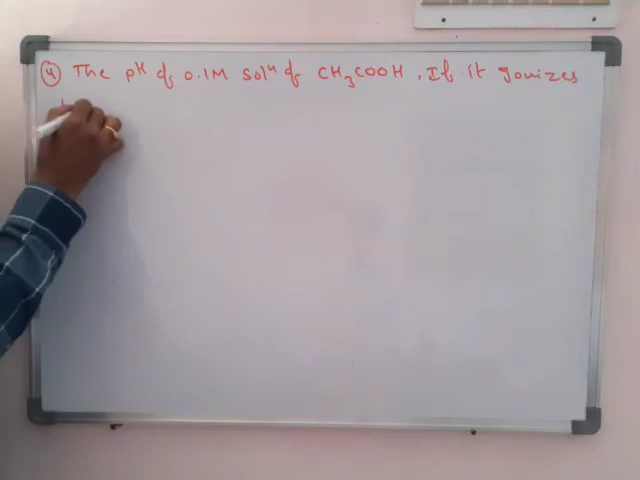 (4) The pH of 0.1M Solⁿ of CH₃COOH, If it Ionizes